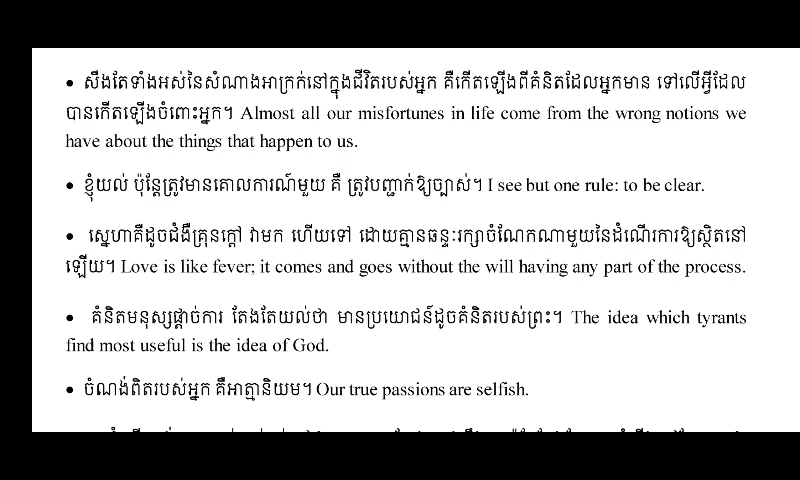 • សឹងតែទាំងអស់នៃសំណាងអាក្រក់នៅក្នុងជីវិតរបស់អ្នក គឺកើតឡើងពីគំនិតដែលអ្នកមាន ទៅលើអ្វីដែល
បានកើតឡើងចំពោះអ្នក។ Almost all our misfortunes in life come from the wrong notions we
have about the things that happen to us.
• ខ្ញុំយល់ ប៉ុន្តែត្រូវមានគោលការណ៍មួយ គឺ ត្រូវបញ្ជាក់ឱ្យច្បាស់។ I see but one rule: to be clear.
• ស្នេហាគឺដូចជំងឺគ្រុនក្តៅ វាមក ហើយទៅ ដោយគ្មានឆន្ទៈរក្សាចំណែកណាមួយនៃដំណើរការឱ្យស្ថិតនៅ
ឡើយ។ Love is like fever; it comes and goes without the will having any part of the process.
• គំនិតមនុស្សផ្តាច់ការ តែងតែយល់ថា មានប្រយោជន៍ដូចគំនិតរបស់ព្រះ។ The idea which tyrants
find most useful is the idea of God.
• ចំណង់ពិតរបស់អ្នក គឺអាត្មានិយម។ Our true passions are selfish.